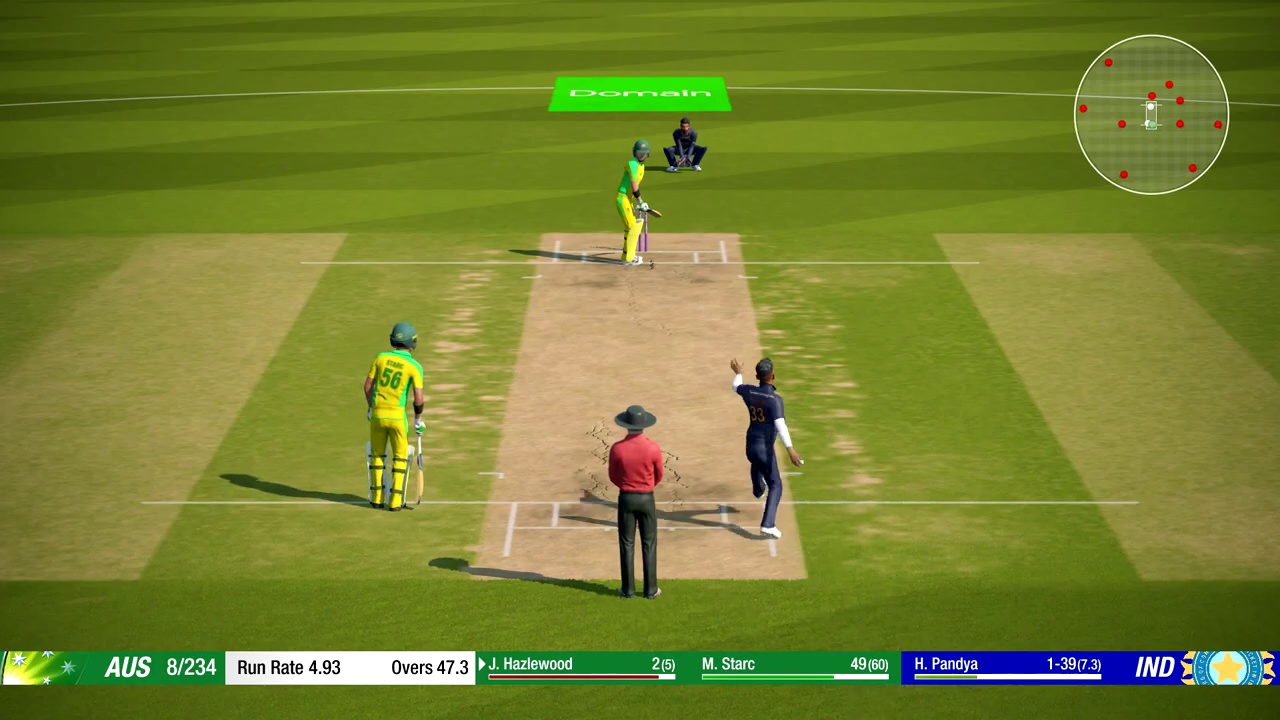 Domain
STARC
56
33
AUS 8/234 Run Rate 4.93 Overs 47.3 J. Hazlewood 2(5) M. Starc 49(60) H. Pandya 1-39(7.3) IND